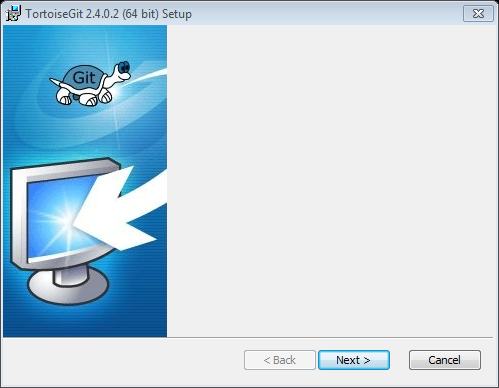 TortoiseGit 2.4.0.2 (64 bit) Setup
Git
< Back
Next >
Cancel